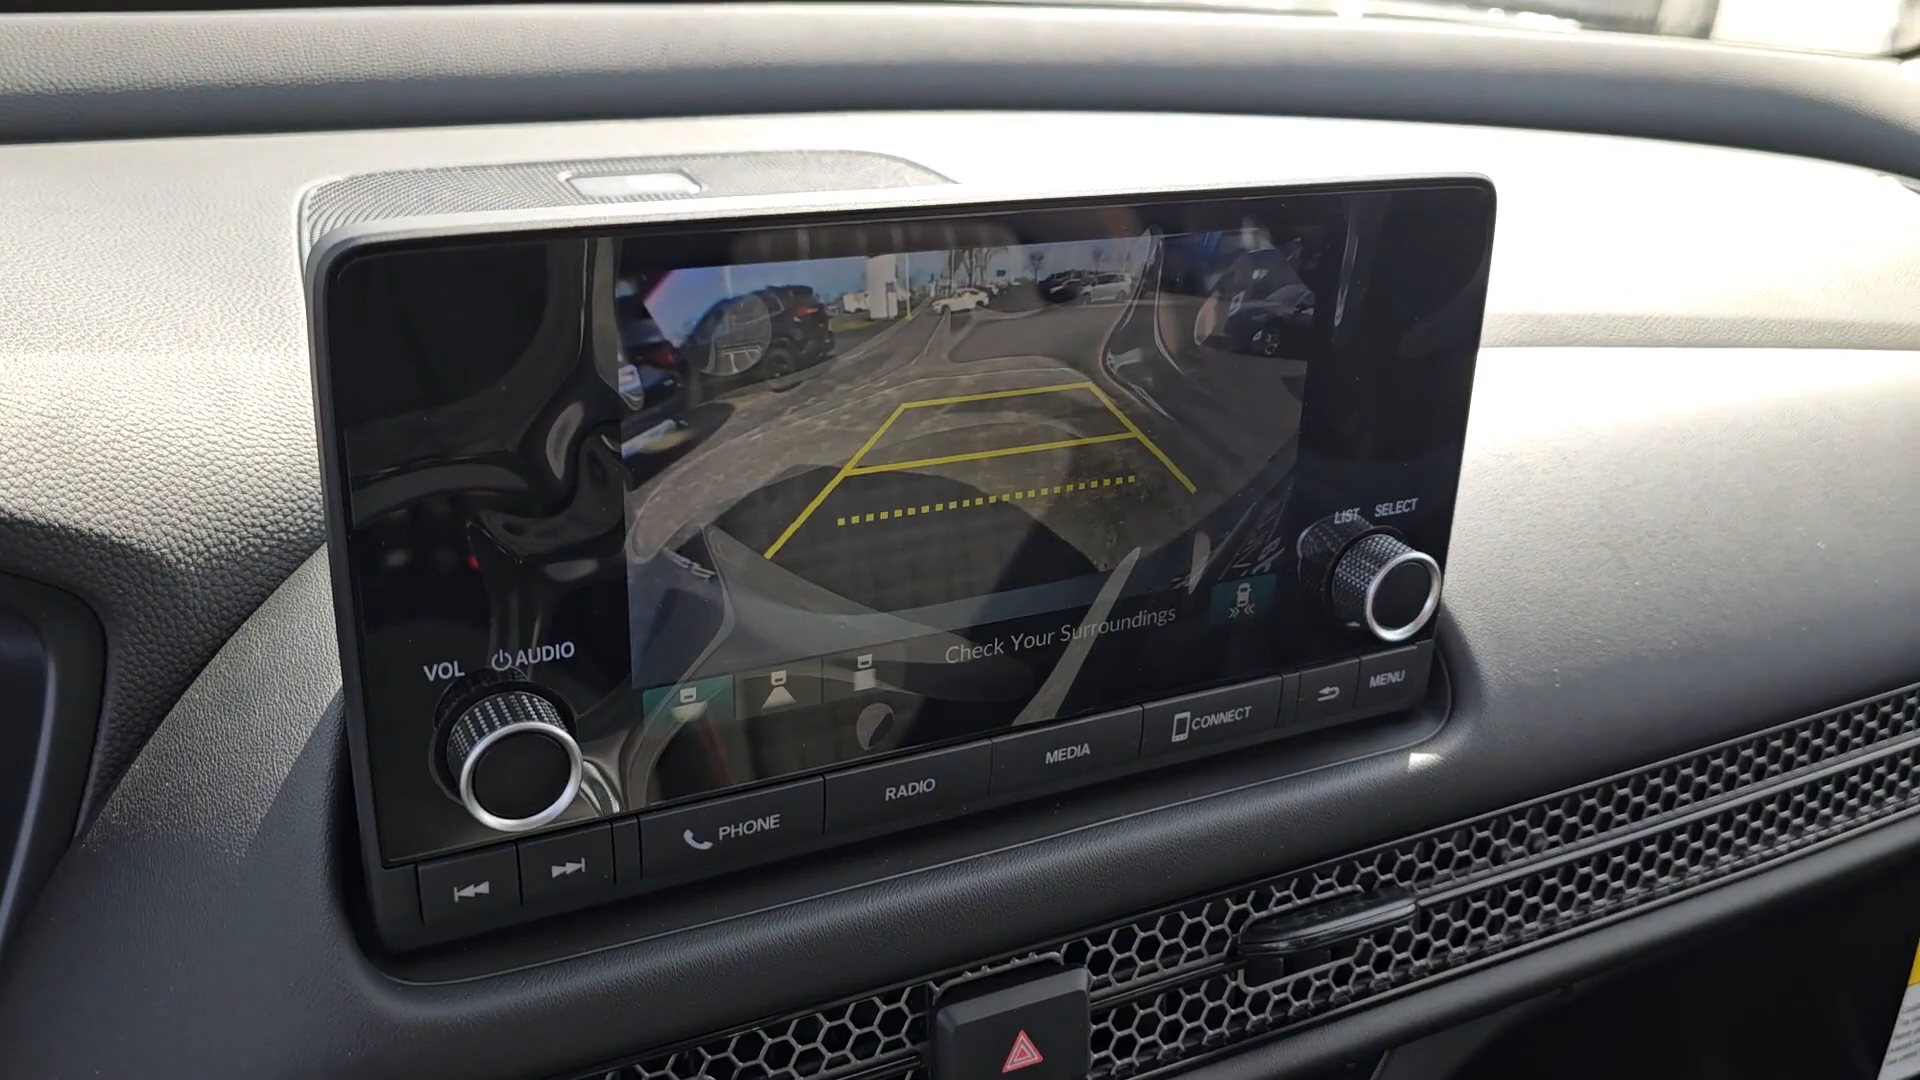 LIST SELECT
VOL AUDIO
Check Your Surroundings
PHONE
RADIO
MEDIA
CONNECT
MENU